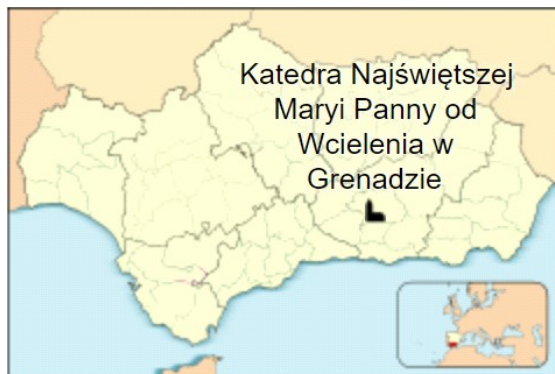 Katedra Najświętszej
Maryi Panny od
Wcielenia w
Grenadzie